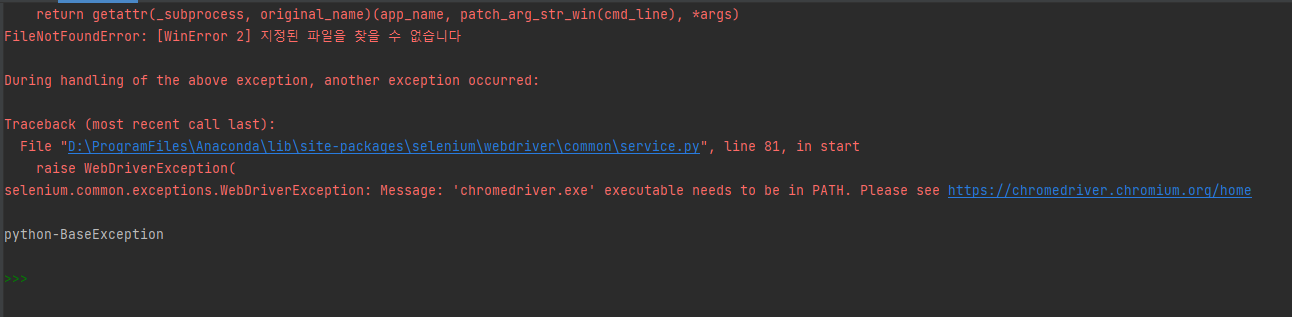 return getattr(_subprocess, original_name)(app_name, patch_arg_str_win(cmd_line), *args)
FileNotFoundError: [WinError 2] 지정된 파일을 찾을 수 없습니다
During handling of the above exception, another exception occurred:
Traceback (most recent call last):
File "D:\ProgramFiles\Anaconda\lib\site-packages\selenium\webdriver\common\service.py", line 81, in start
raise WebDriverException(
selenium.common.exceptions.WebDriverException: Message: 'chromedriver.exe' executable needs to be in PATH. Please see https://chromedriver.chromium.org/home
python-BaseException
>>>